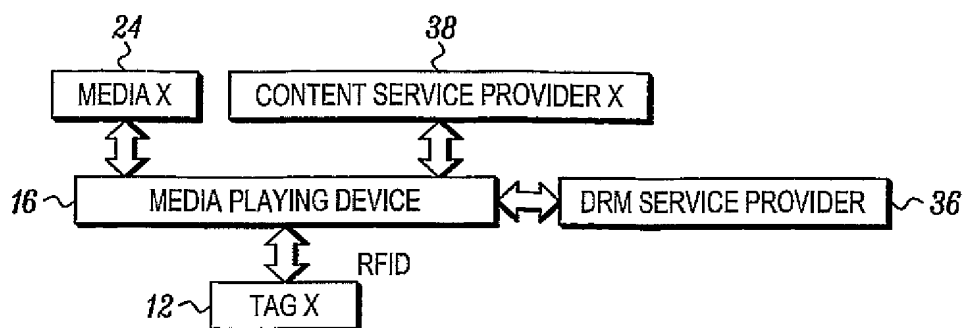 24
38
MEDIA X
CONTENT SERVICE PROVIDER X
16
MEDIA PLAYING DEVICE
DRM SERVICE PROVIDER
36
RFID
12
TAG X